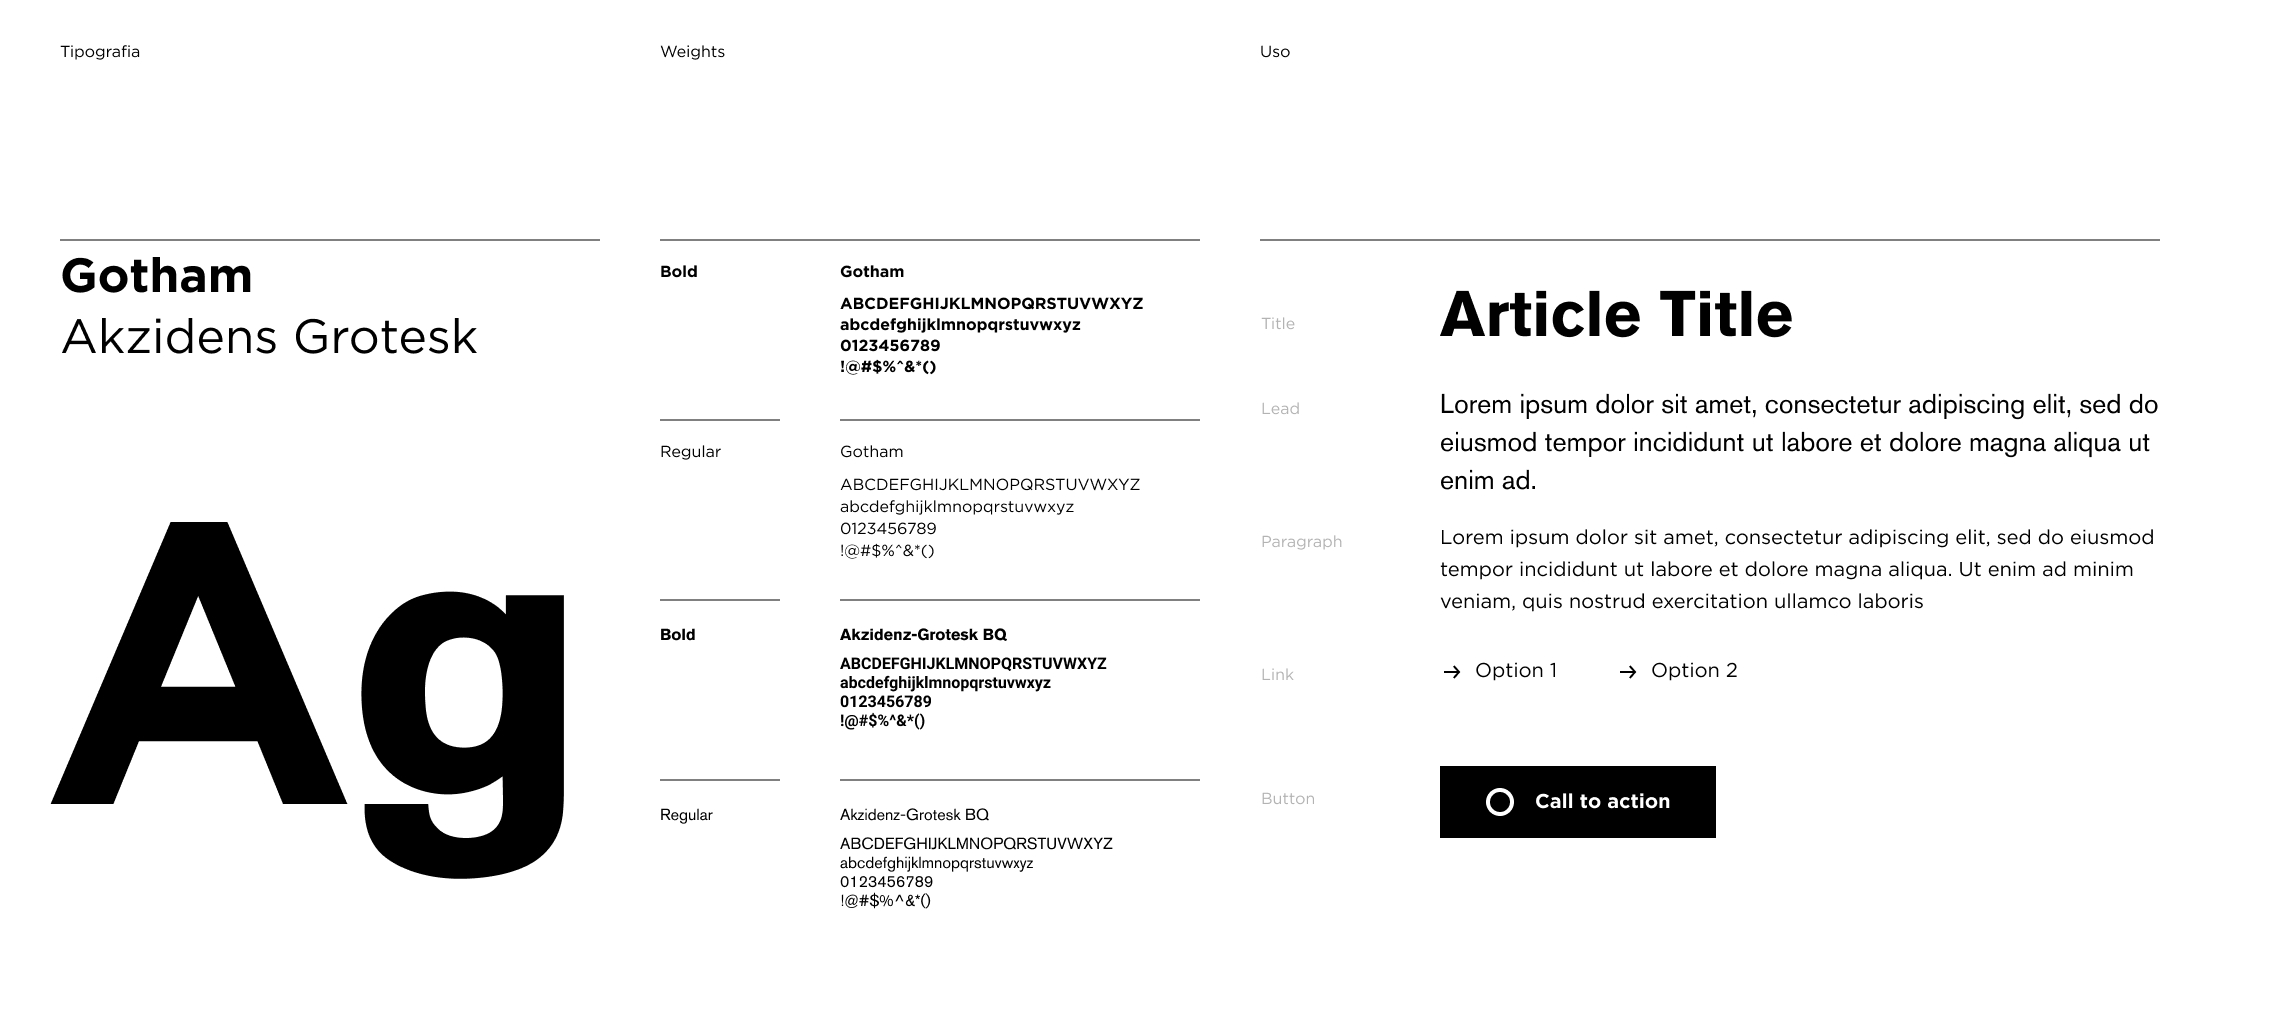 Tipografia
Weights
Uso
Gotham
Akzidens Grotesk
Ag
Bold
Gotham
ABCDEFGHIJKLMNOPQRSTUVWXYZ
abcdefghijklmnopqrstuvwxyz
0123456789
!@#$%^&*()
Regular
Gotham
ABCDEFGHIJKLMNOPQRSTUVWXYZ
abcdefghijklmnopqrstuvwxyz
0123456789
!@#$%^&*()
Bold
Akzidenz-Grotesk BQ
ABCDEFGHIJKLMNOPQRSTUVWXYZ
abcdefghijklmnopqrstuvwxyz
0123456789
!@#$%^&*()
Regular
Akzidenz-Grotesk BQ
ABCDEFGHIJKLMNOPQRSTUVWXYZ
abcdefghijklmnopqrstuvwxyz
0123456789
!@#$%^&*()
Title
Article Title
Lead
Lorem ipsum dolor sit amet, consectetur adipiscing elit, sed do
eiusmod tempor incididunt ut labore et dolore magna aliqua ut
enim ad.
Paragraph
Lorem ipsum dolor sit amet, consectetur adipiscing elit, sed do eiusmod
tempor incididunt ut labore et dolore magna aliqua. Ut enim ad minim
veniam, quis nostrud exercitation ullamco laboris
Link
→ Option 1 → Option 2
Button
Call to action